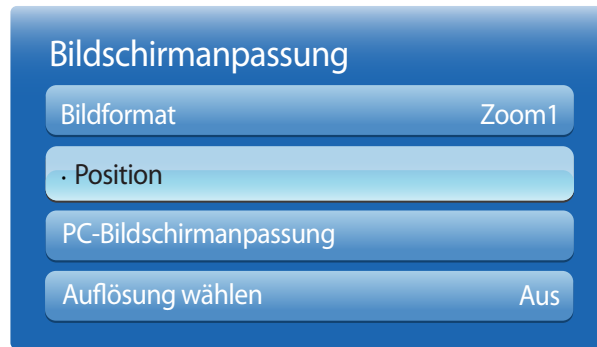 Bildschirmanpassung
Bildformat Zoom1
· Position
PC-Bildschirmanpassung
Auflösung wählen Aus